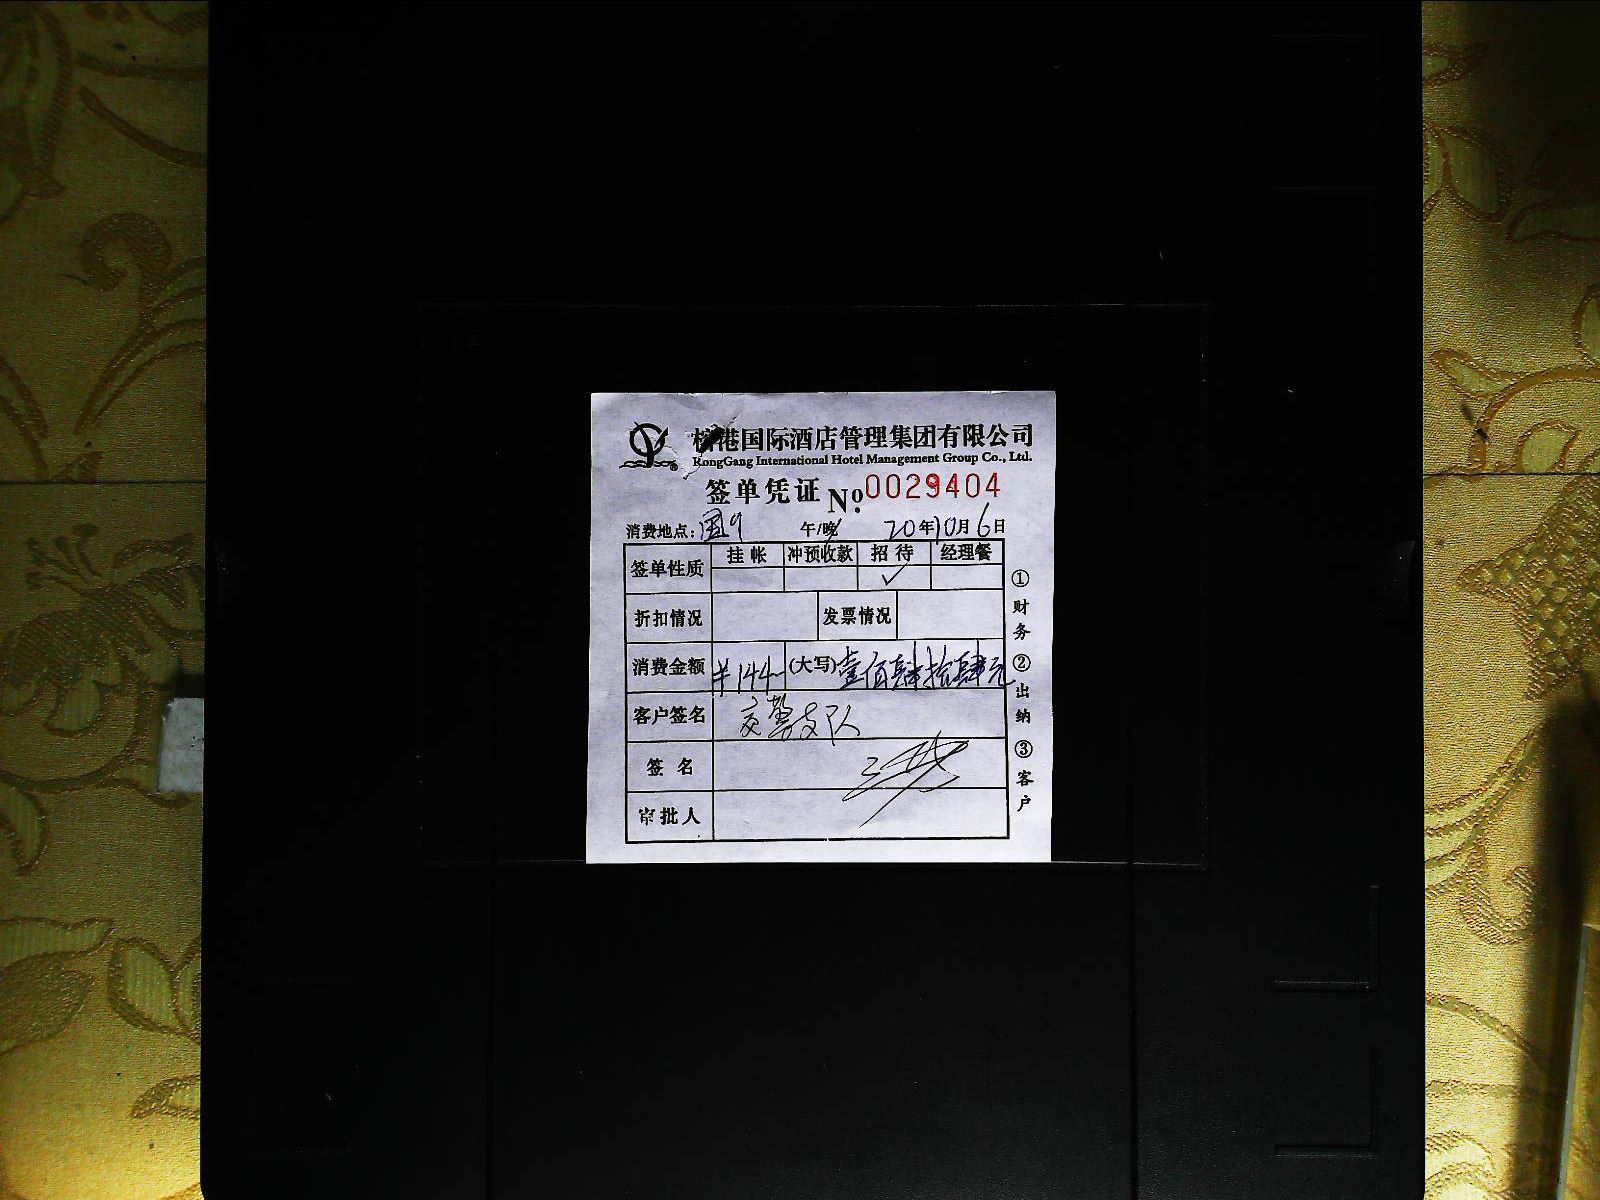 榕港国际酒店管理集团有限公司
RongGang International Hotel Management Group Co., Ltd.
签单凭证 №: 0029404
消费地点: 国9 午/晚 20年10月6日
签单性质 挂帐 冲预收款 招待 经理餐
✓
折扣情况 发票情况
消费金额 ¥144 (大写) 壹佰肆拾肆元
客户签名 交警支队
签名
审批人
①财务 ②出纳 ③客户